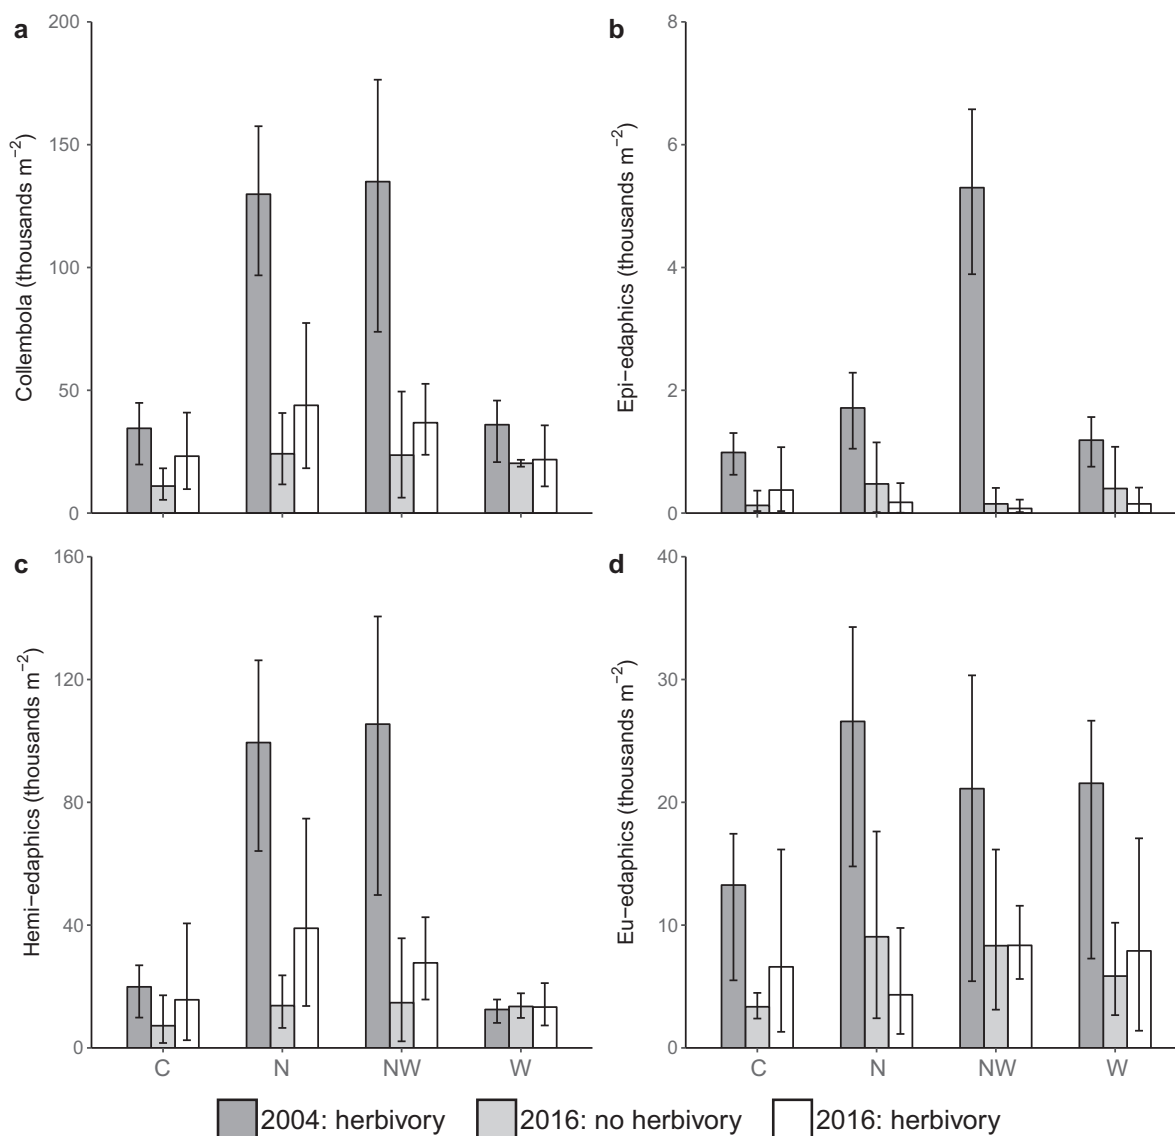 a
Collembola (thousands m⁻²)
200
150
100
50
0
b
Epi−edaphics (thousands m⁻²)
8
6
4
2
0
c
Hemi−edaphics (thousands m⁻²)
160
120
80
40
0
C N NW W
d
Eu−edaphics (thousands m⁻²)
40
30
20
10
0
C N NW W
2004: herbivory 2016: no herbivory 2016: herbivory